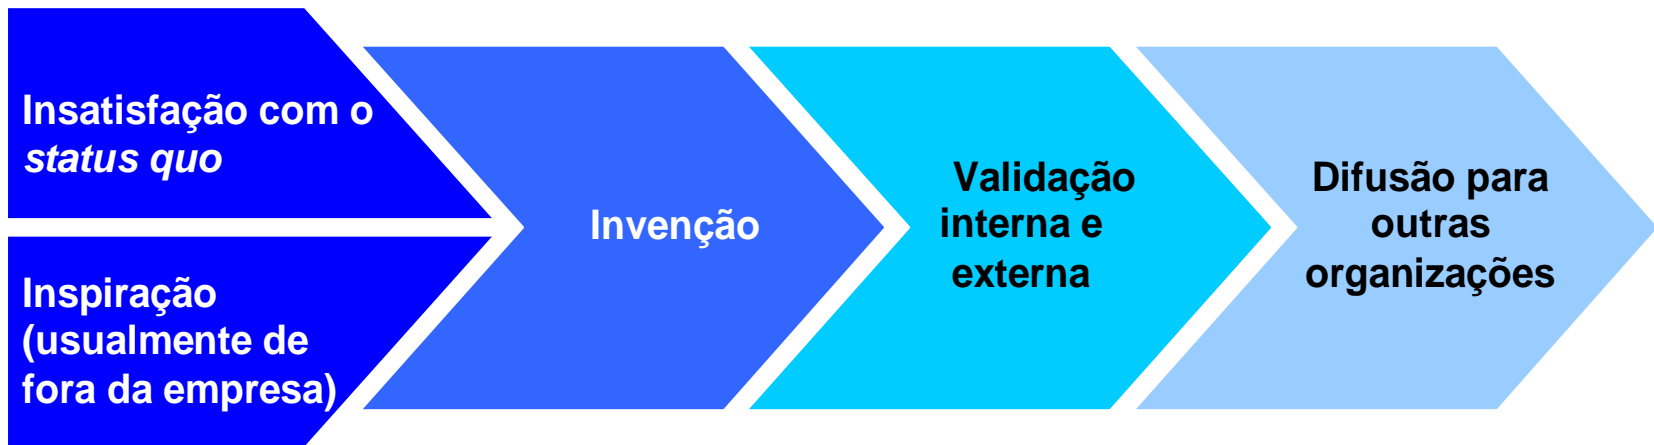 Insatisfação com o
status quo
Inspiração
(usualmente de
fora da empresa)
Invenção
Validação
interna e
externa
Difusão para
outras
organizações